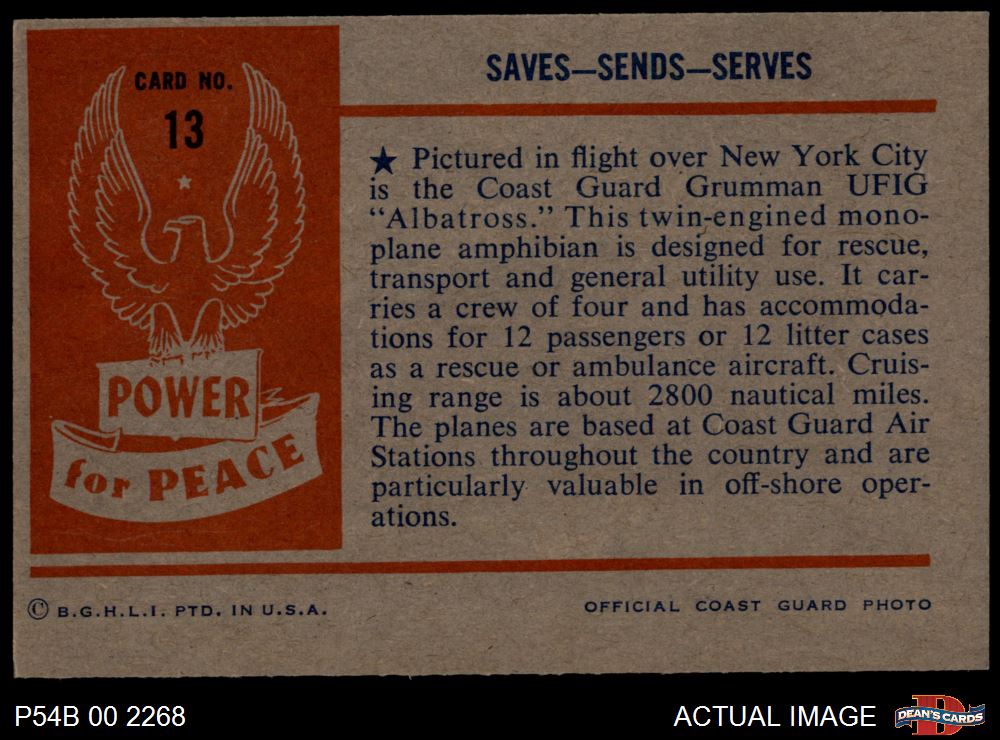 CARD NO.
13
POWER
for PEACE
SAVES—SENDS—SERVES
★ Pictured in flight over New York City
is the Coast Guard Grumman UFIG
“Albatross.” This twin-engined mono-
plane amphibian is designed for rescue,
transport and general utility use. It car-
ries a crew of four and has accommoda-
tions for 12 passengers or 12 litter cases
as a rescue or ambulance aircraft. Cruis-
ing range is about 2800 nautical miles.
The planes are based at Coast Guard Air
Stations throughout the country and are
particularly valuable in off-shore oper-
ations.
© B.G.H.L.I. PTD. IN U.S.A.
OFFICIAL COAST GUARD PHOTO
P54B 00 2268
ACTUAL IMAGE
DEAN'S CARDS